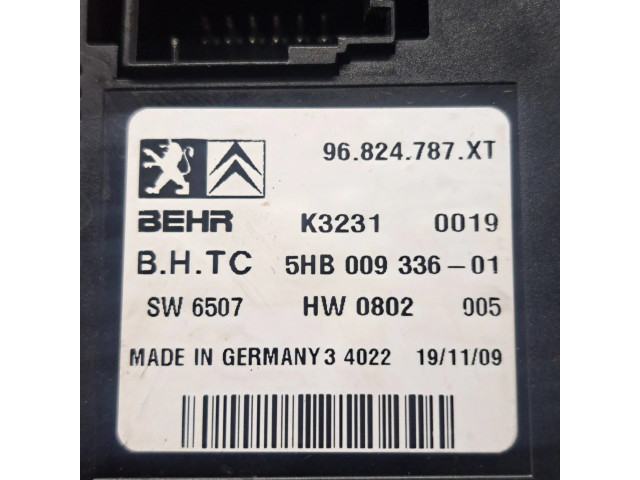 96.824.787.XT
BEHR K3231 0019
B.H.TC 5HB 009 336-01
SW 6507 HW 0802 905
MADE IN GERMANY 3 4022 19/11/09